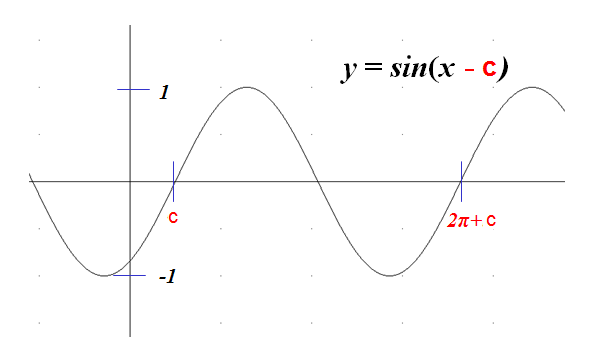 y = sin(x - c)
1
c
2π+ c
-1